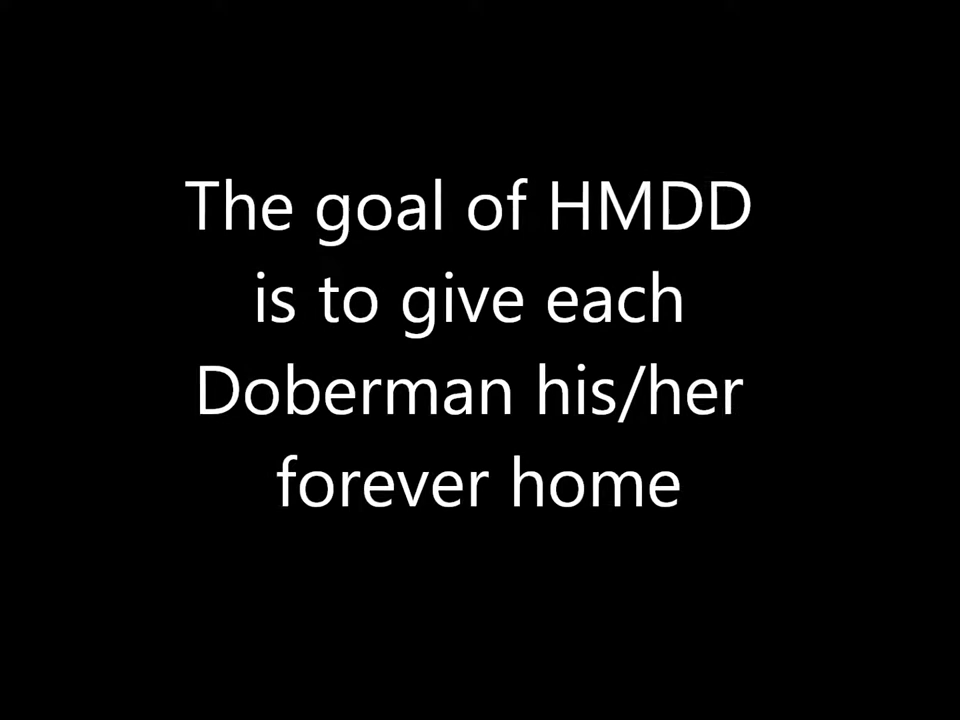 The goal of HMDD
is to give each
Doberman his/her
forever home